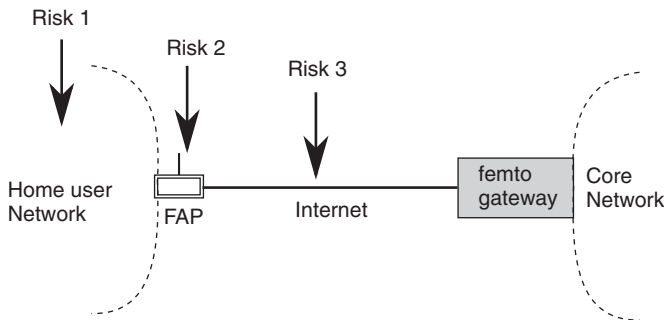 Risk 1
Risk 2
Risk 3
Home user
Network
FAP
Internet
femto
gateway
Core
Network